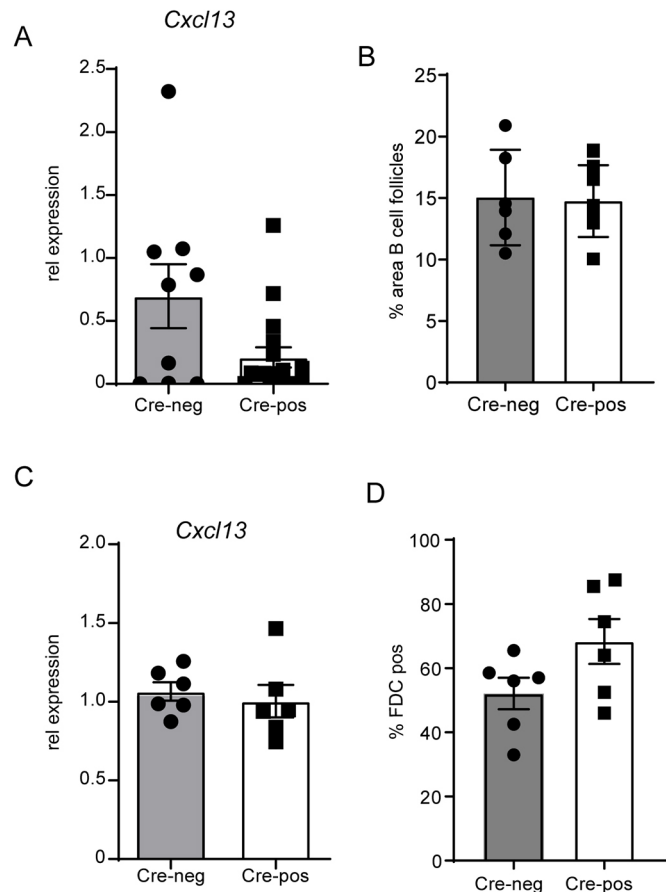 A
Cxcl13
rel expression
2.5
2.0
1.5
1.0
0.5
0
Cre-neg Cre-pos
B
% area B cell follicles
25
20
15
10
5
0
Cre-neg Cre-pos
C
Cxcl13
rel expression
2.0
1.5
1.0
0.5
0
Cre-neg Cre-pos
D
% FDC pos
100
80
60
40
20
0
Cre-neg Cre-pos